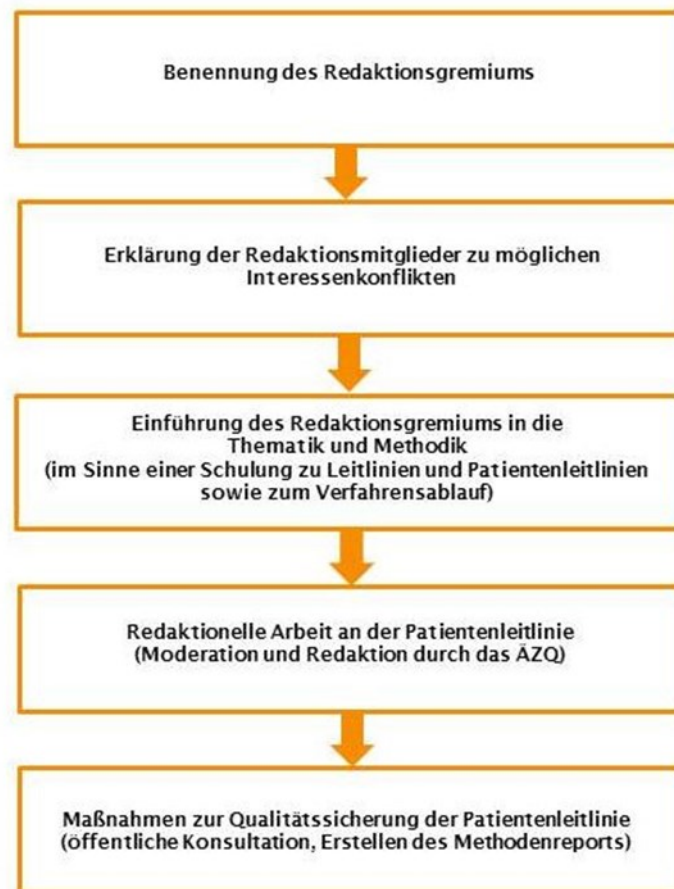 Benennung des Redaktionsgremiums
Erklärung der Redaktionsmitglieder zu möglichen
Interessenkonflikten
Einführung des Redaktionsgremiums in die
Thematik und Methodik
(im Sinne einer Schulung zu Leitlinien und Patientenleitlinien
sowie zum Verfahrensablauf)
Redaktionelle Arbeit an der Patientenleitlinie
(Moderation und Redaktion durch das ÄZQ)
Maßnahmen zur Qualitätssicherung der Patientenleitlinie
(öffentliche Konsultation, Erstellen des Methodenreports)